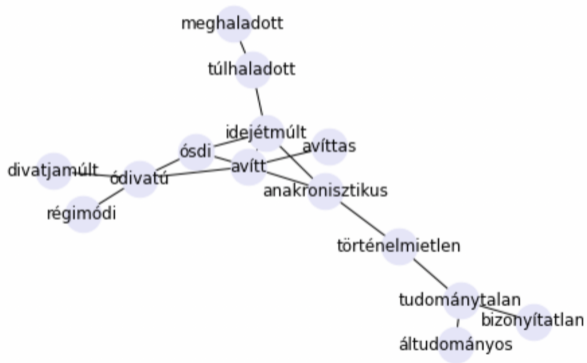 meghaladott
túlhaladott
idejétmúlt
avíttas
ósdi
avítt
divatjamúlt
ódivatú
anakronisztikus
régimódi
történelmietlen
tudománytalan
bizonyítatlan
áltudományos